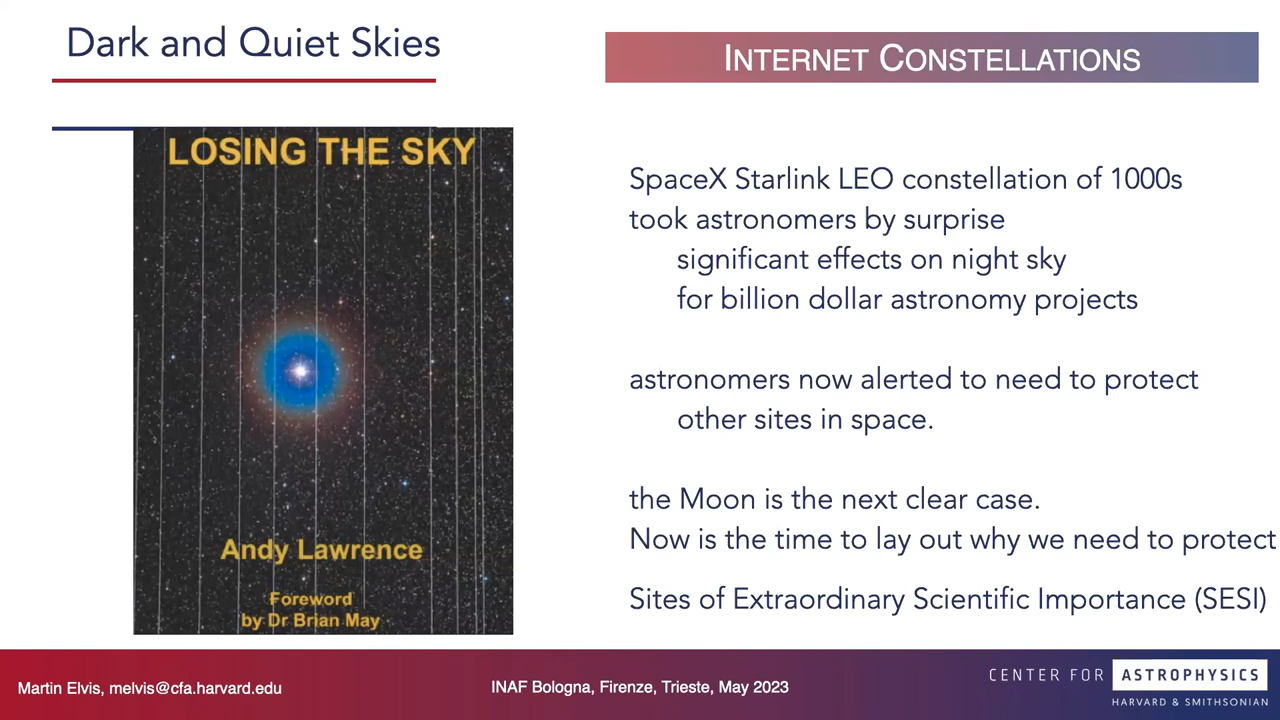 Dark and Quiet Skies
INTERNET CONSTELLATIONS
LOSING THE SKY
Andy Lawrence
Foreword
by Dr Brian May
SpaceX Starlink LEO constellation of 1000s
took astronomers by surprise
significant effects on night sky
for billion dollar astronomy projects
astronomers now alerted to need to protect
other sites in space.
the Moon is the next clear case.
Now is the time to lay out why we need to protect
Sites of Extraordinary Scientific Importance (SESI)
Martin Elvis, melvis@cfa.harvard.edu
INAF Bologna, Firenze, Trieste, May 2023
CENTER FOR ASTROPHYSICS
HARVARD & SMITHSONIAN